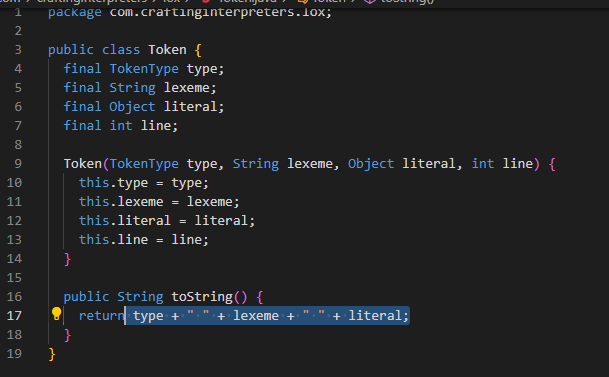 om > craftinginterpreters > lox > Token.java > Token > toString()
1 package com.craftinginterpreters.lox;
2
3 public class Token {
4 final TokenType type;
5 final String lexeme;
6 final Object literal;
7 final int line;
8
9 Token(TokenType type, String lexeme, Object literal, int line) {
10 this.type = type;
11 this.lexeme = lexeme;
12 this.literal = literal;
13 this.line = line;
14 }
15
16 public String toString() {
17 return type + " " + lexeme + " " + literal;
18 }
19 }